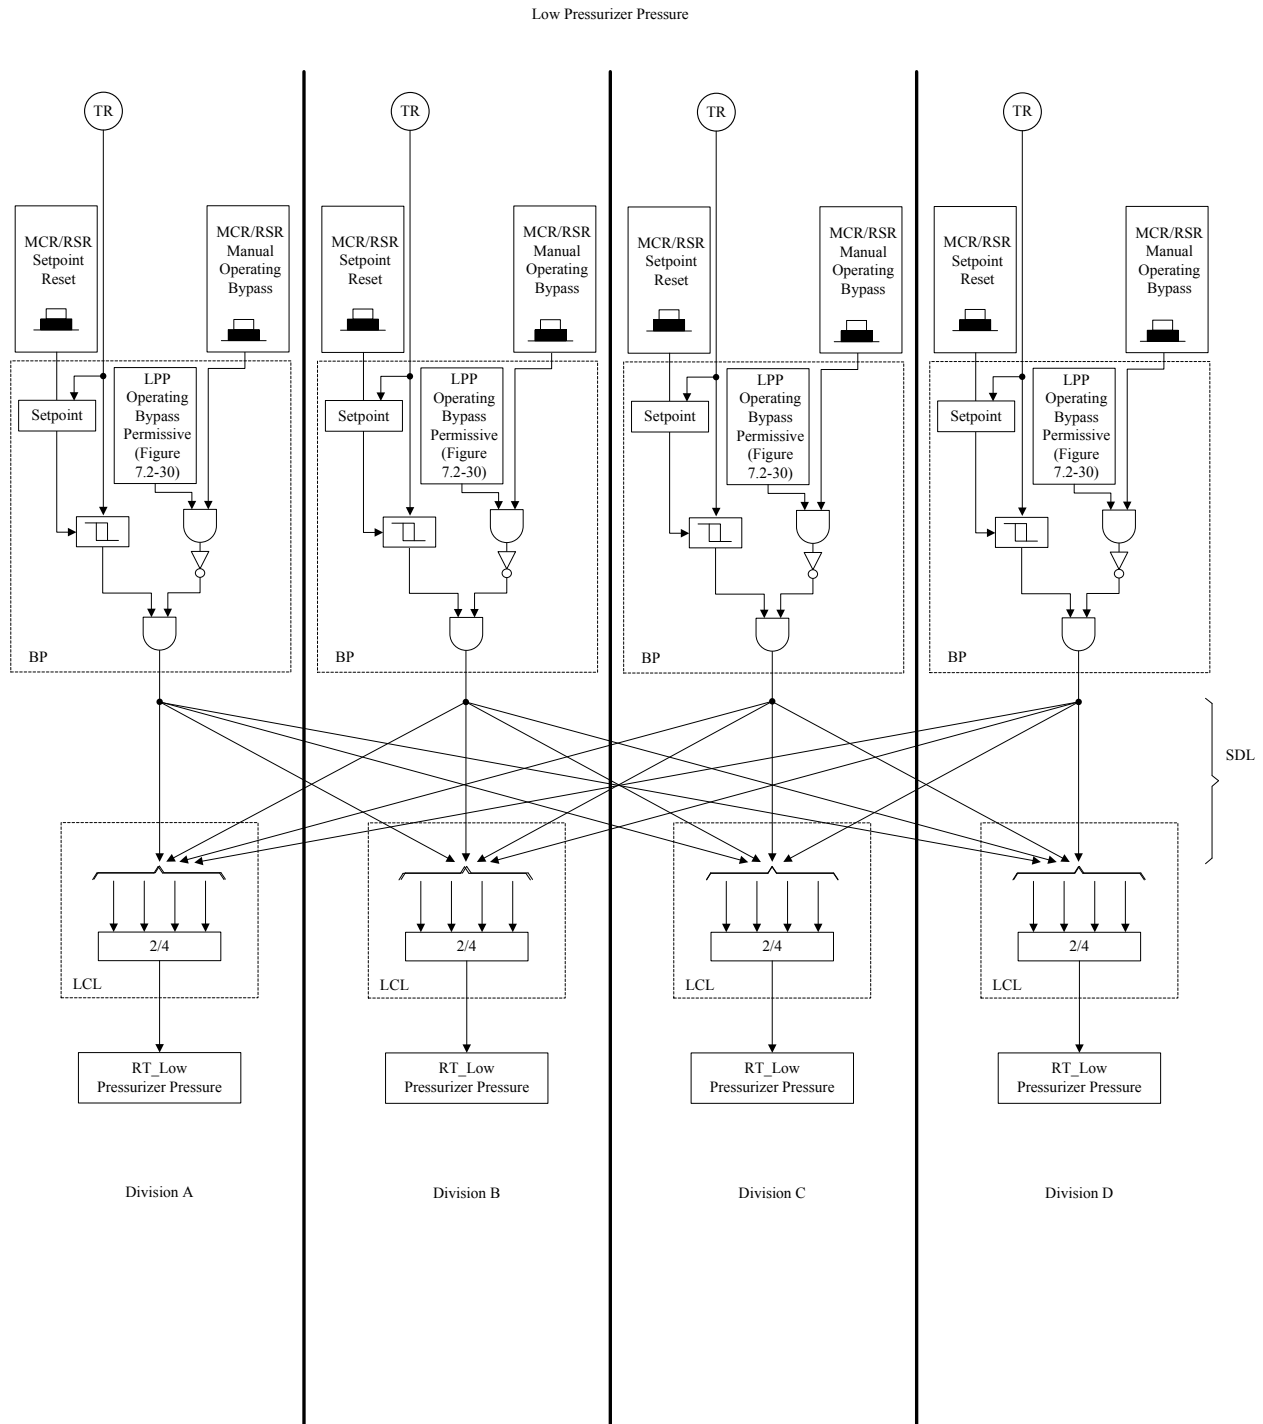 Low Pressurizer Pressure
TR
TR
TR
TR
MCR/RSR
Setpoint
Reset
MCR/RSR
Manual
Operating
Bypass
MCR/RSR
Setpoint
Reset
MCR/RSR
Manual
Operating
Bypass
MCR/RSR
Setpoint
Reset
MCR/RSR
Manual
Operating
Bypass
MCR/RSR
Setpoint
Reset
MCR/RSR
Manual
Operating
Bypass
Setpoint
LPP
Operating
Bypass
Permissive
(Figure
7.2-30)
Setpoint
LPP
Operating
Bypass
Permissive
(Figure
7.2-30)
Setpoint
LPP
Operating
Bypass
Permissive
(Figure
7.2-30)
Setpoint
LPP
Operating
Bypass
Permissive
(Figure
7.2-30)
BP
BP
BP
BP
SDL
2/4
2/4
2/4
2/4
LCL
LCL
LCL
LCL
RT_Low
Pressurizer Pressure
RT_Low
Pressurizer Pressure
RT_Low
Pressurizer Pressure
RT_Low
Pressurizer Pressure
Division A
Division B
Division C
Division D